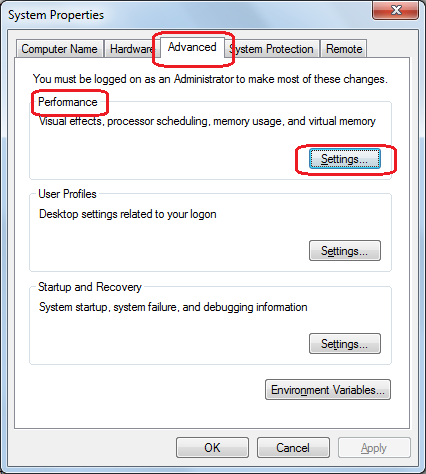 System Properties
Computer Name Hardware Advanced System Protection Remote
You must be logged on as an Administrator to make most of these changes.
Performance
Visual effects, processor scheduling, memory usage, and virtual memory
Settings...
User Profiles
Desktop settings related to your logon
Settings...
Startup and Recovery
System startup, system failure, and debugging information
Settings...
Environment Variables...
OK Cancel Apply